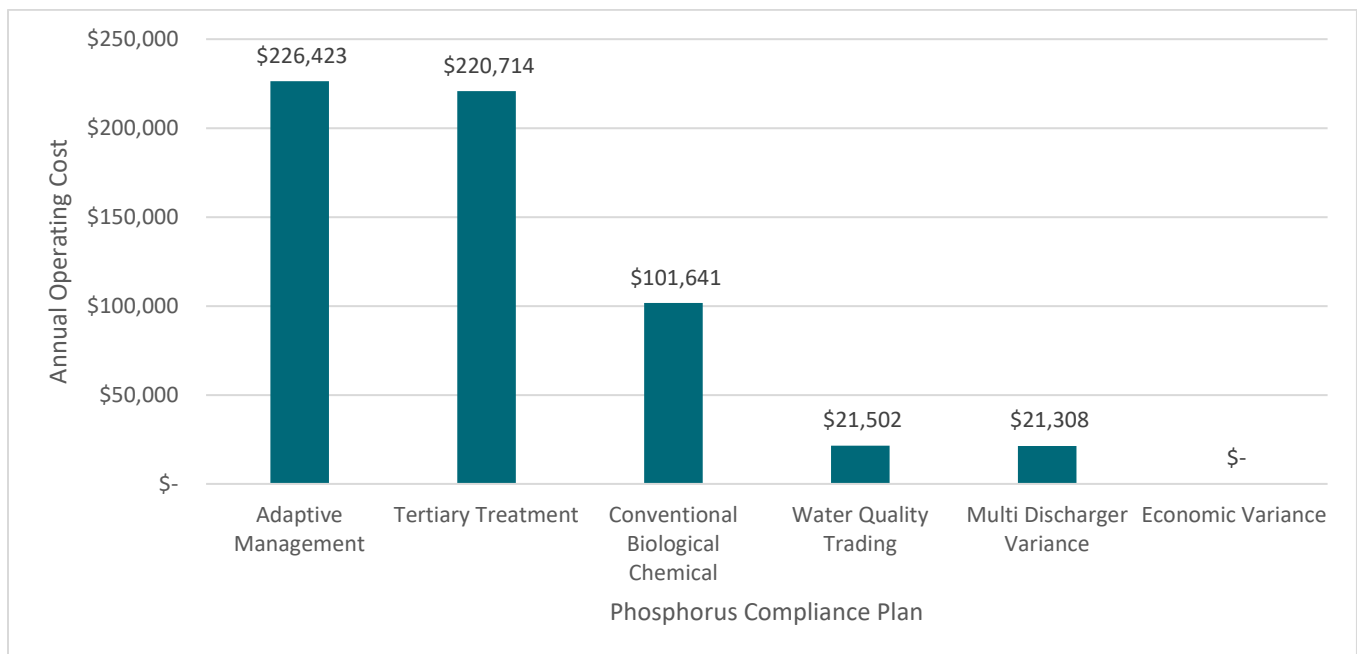 $250,000
$226,423
$220,714
$200,000
$150,000
$101,641
$100,000
$50,000
$21,502
$21,308
$-
$-
Annual Operating Cost
Adaptive
Management
Tertiary Treatment
Conventional
Biological
Chemical
Water Quality
Trading
Multi Discharger
Variance
Economic Variance
Phosphorus Compliance Plan